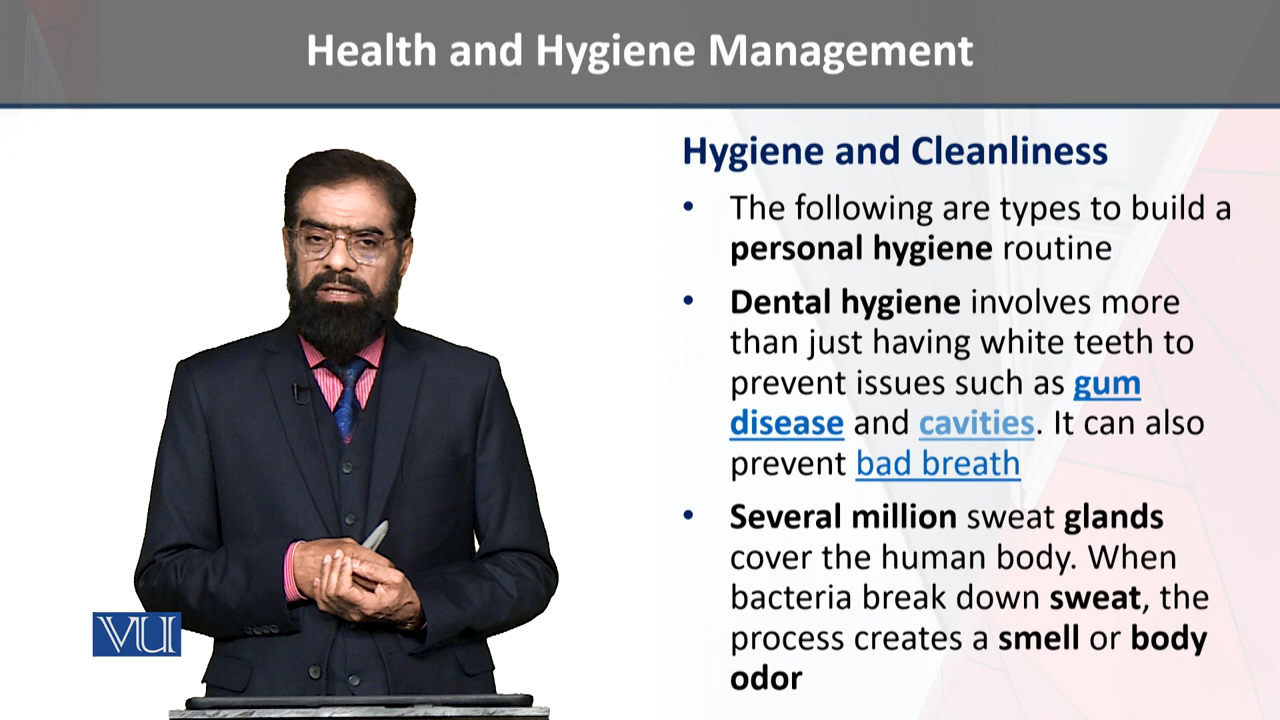 Health and Hygiene Management
Hygiene and Cleanliness
• The following are types to build a
personal hygiene routine
• Dental hygiene involves more
than just having white teeth to
prevent issues such as gum
disease and cavities. It can also
prevent bad breath
• Several million sweat glands
cover the human body. When
bacteria break down sweat, the
process creates a smell or body
odor
VU